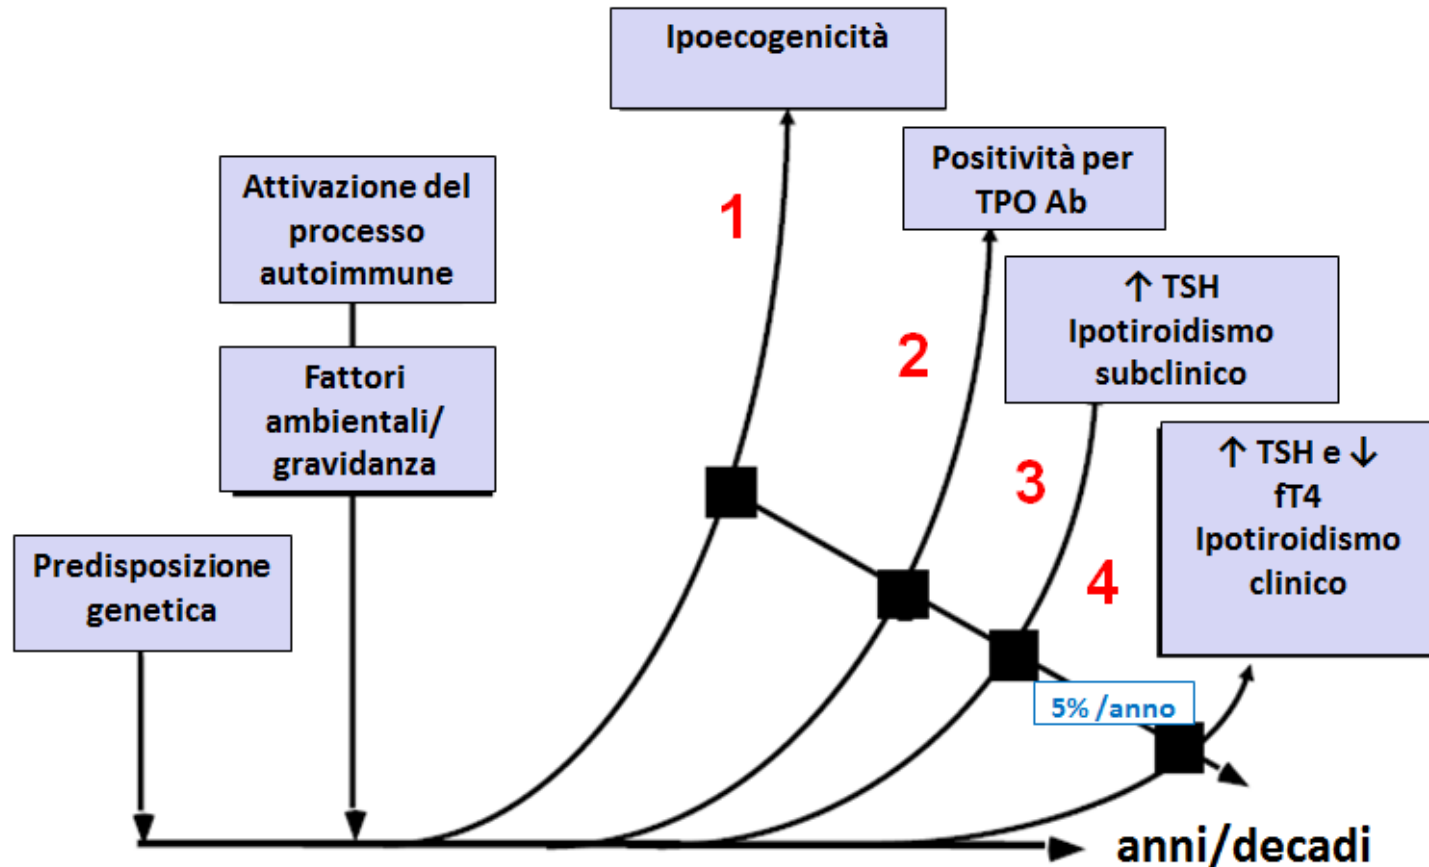 Ipoecogenicità
1
Positività per
TPO Ab
Attivazione del
processo
autoimmune
2
↑ TSH
Ipotiroidismo
subclinico
Fattori
ambientali/
gravidanza
3
↑ TSH e ↓
fT4
Ipotiroidismo
clinico
4
Predisposizione
genetica
5% /anno
anni/decadi